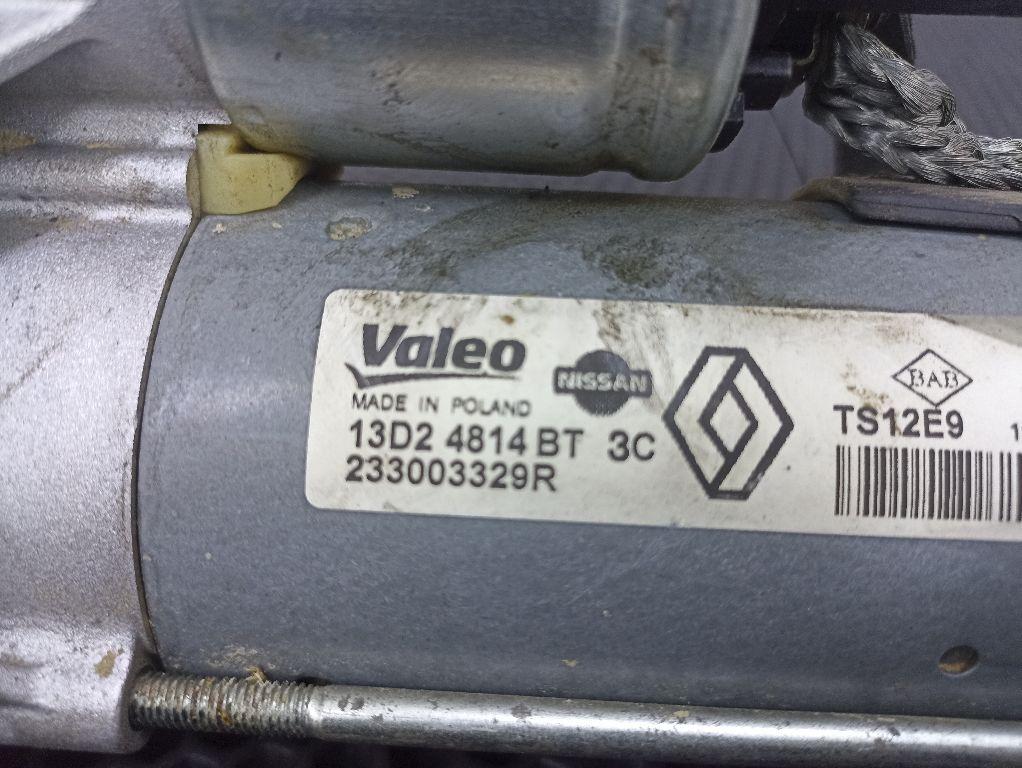 Valeo
NISSAN
MADE IN POLAND
13D2 4814 BT 3C
233003329R
BAB
TS12E9